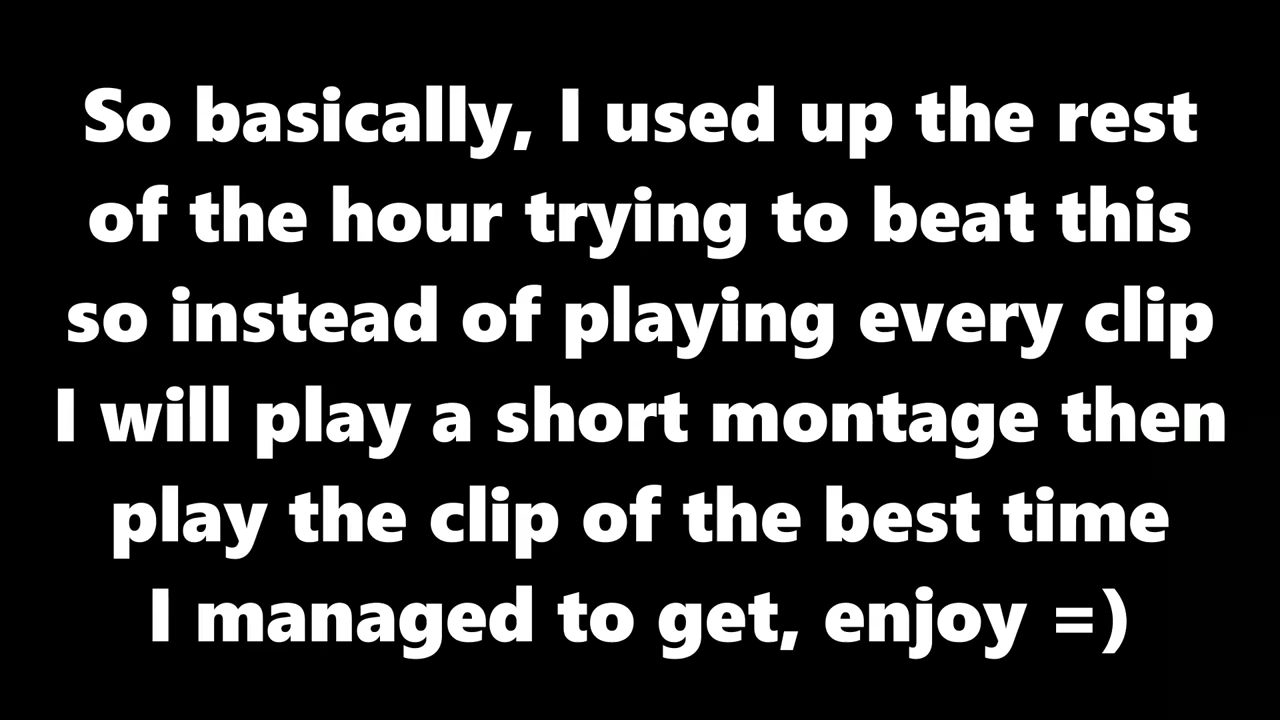 So basically, I used up the rest
of the hour trying to beat this
so instead of playing every clip
I will play a short montage then
play the clip of the best time
I managed to get, enjoy =)